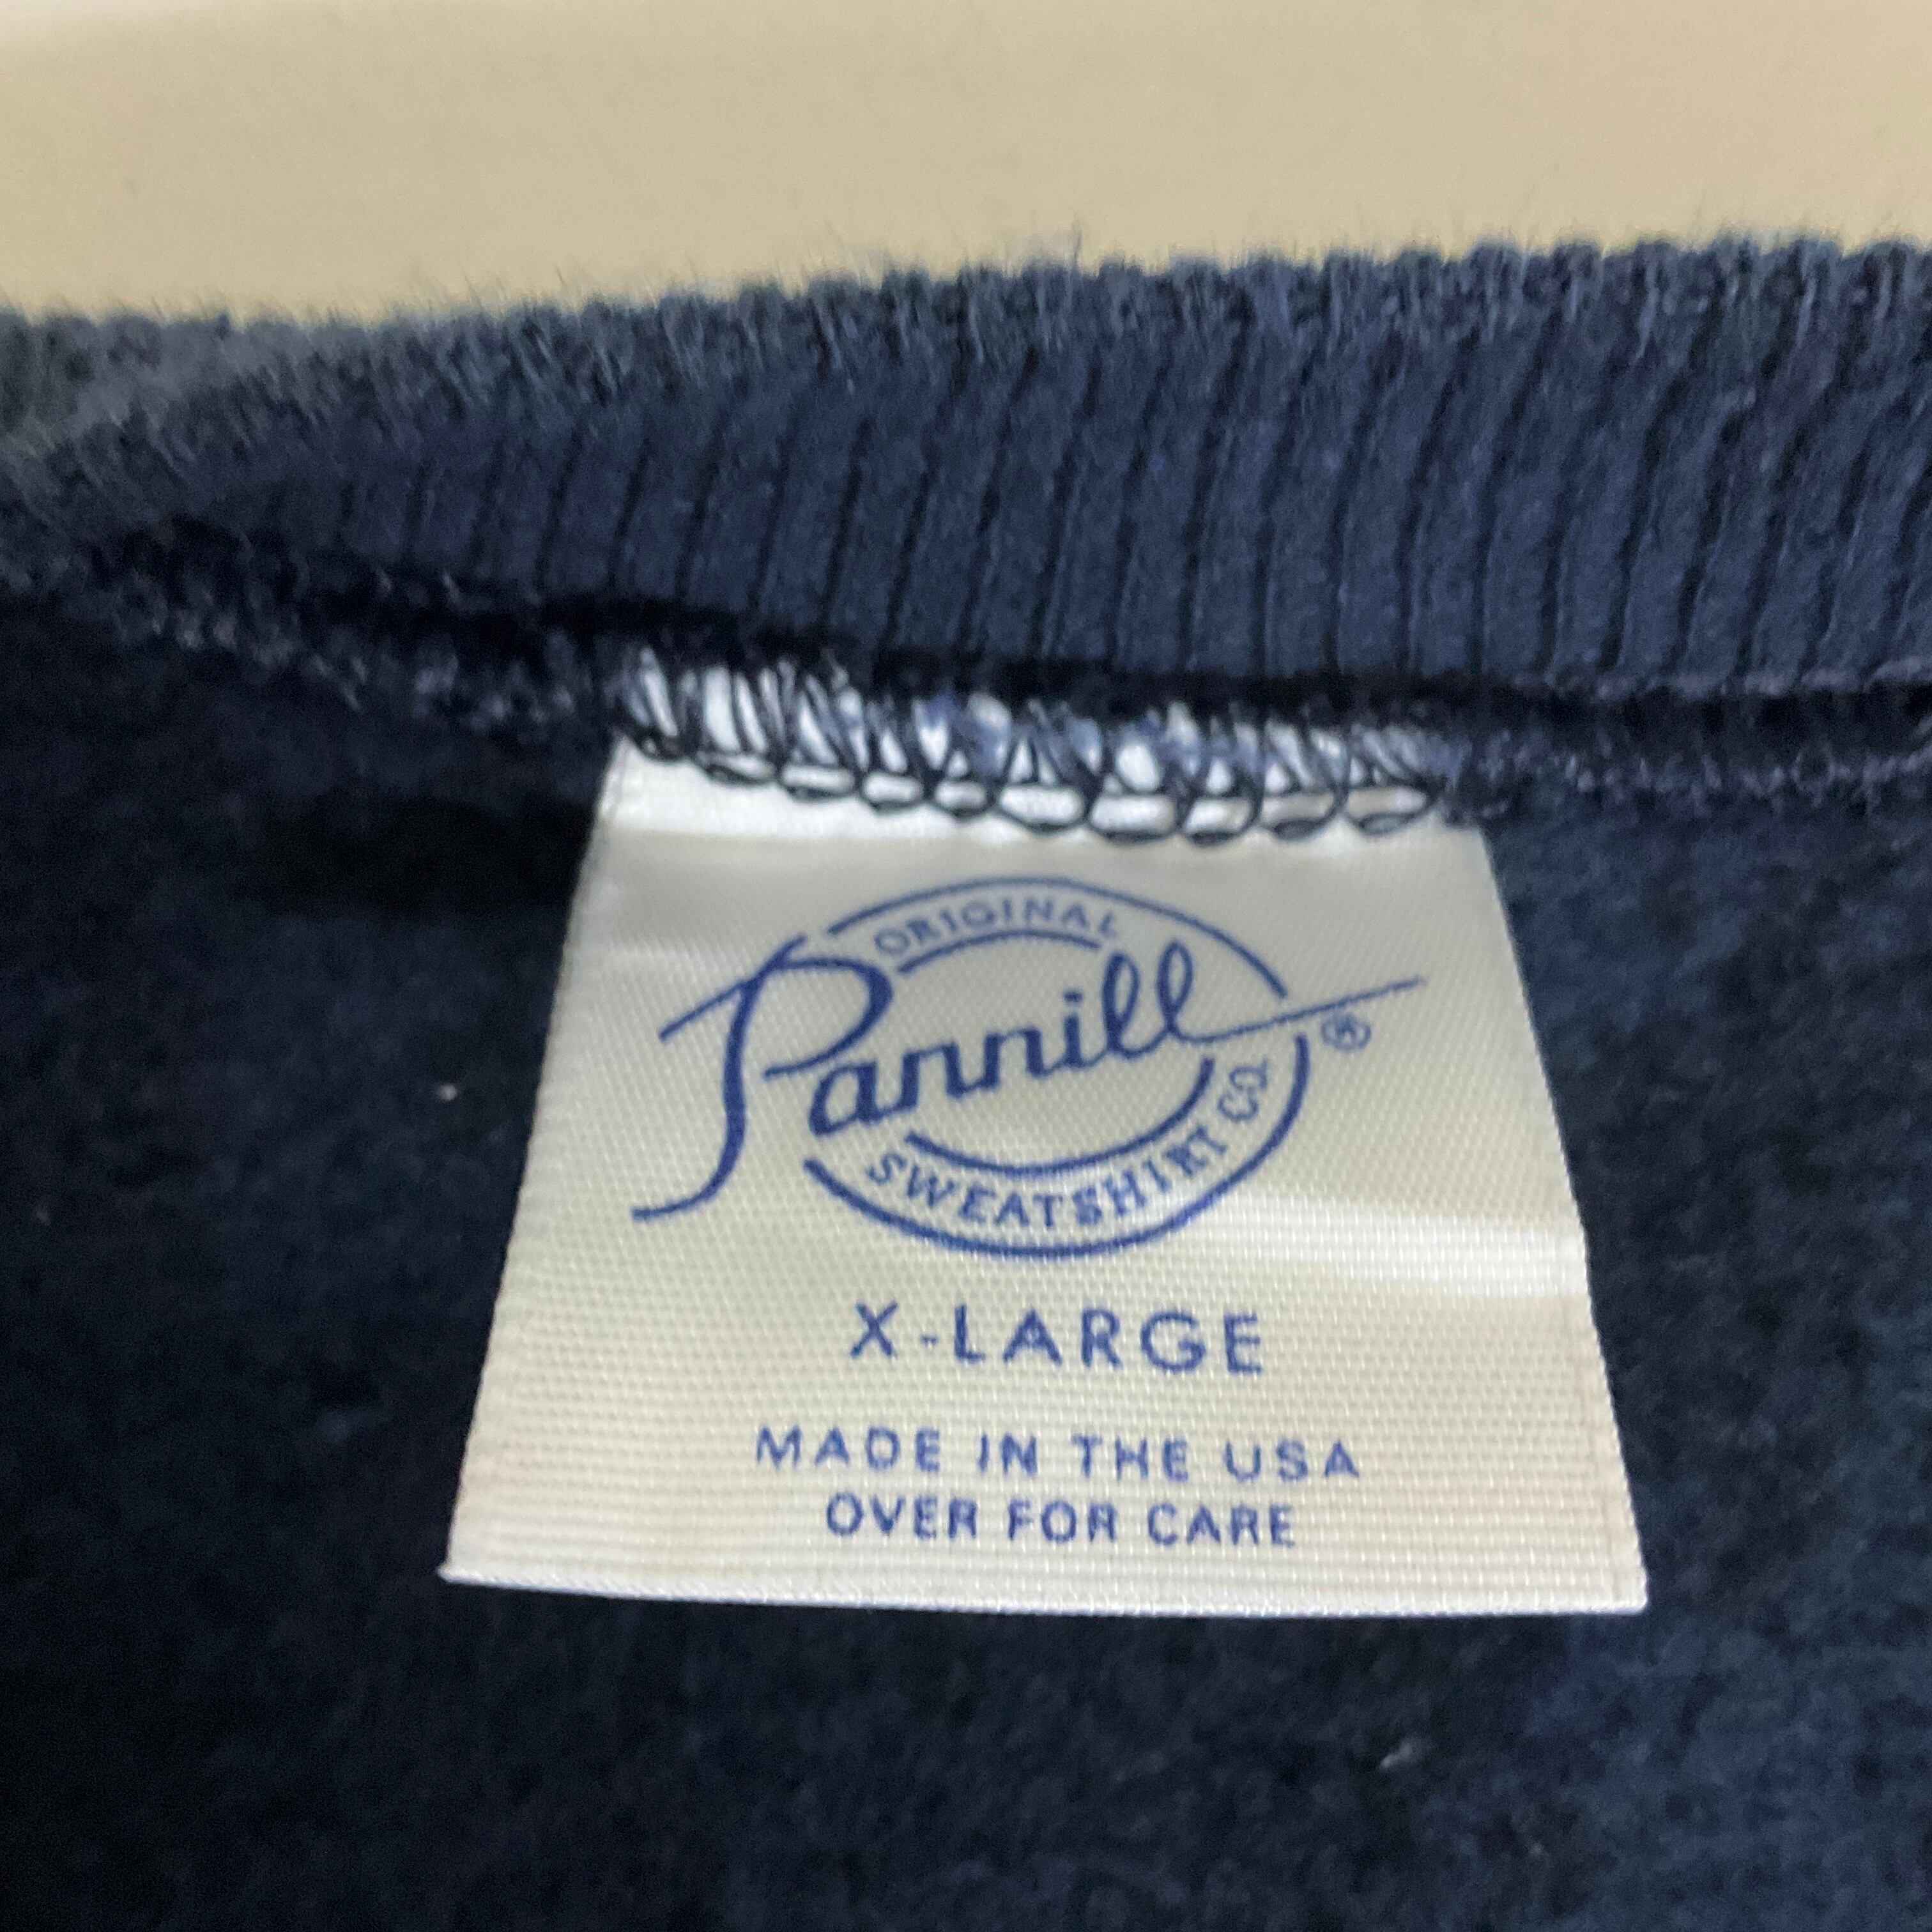 ORIGINAL
Pannill ®
SWEATSHIRT CO.
X-LARGE
MADE IN THE USA
OVER FOR CARE